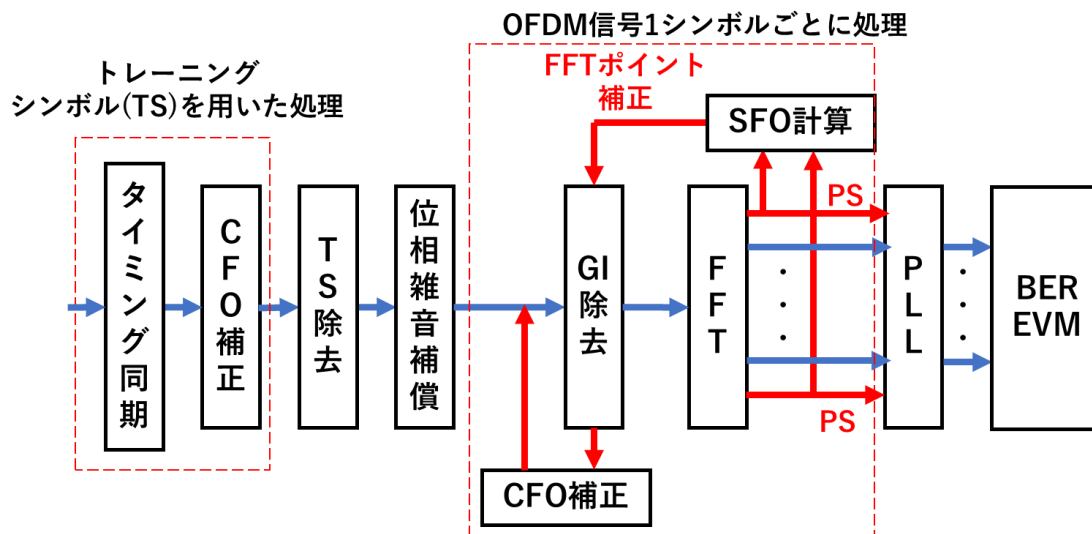 OFDM信号1シンボルごとに処理
トレーニング
シンボル(TS)を用いた処理
FFTポイント
補正
SFO計算
タイミング同期
CFO補正
TS除去
位相雑音補償
GI除去
FFT
PS
PS
・・・
PLL
・・・
BER
EVM
CFO補正